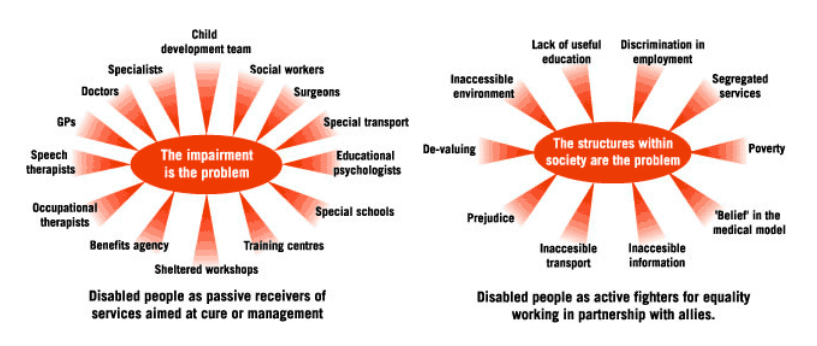 Child
development team
Specialists
Social workers
Doctors
Surgeons
GPs
Special transport
Speech
therapists
The impairment
is the problem
Educational
psychologists
Occupational
therapists
Special schools
Benefits agency
Training centres
Sheltered workshops
Disabled people as passive receivers of
services aimed at cure or management
Lack of useful
education
Discrimination in
employment
Inaccessible
environment
Segregated
services
De-valuing
The structures within
society are the problem
Poverty
Prejudice
'Belief' in the
medical model
Inaccesible
transport
Inaccesible
information
Disabled people as active fighters for equality
working in partnership with allies.